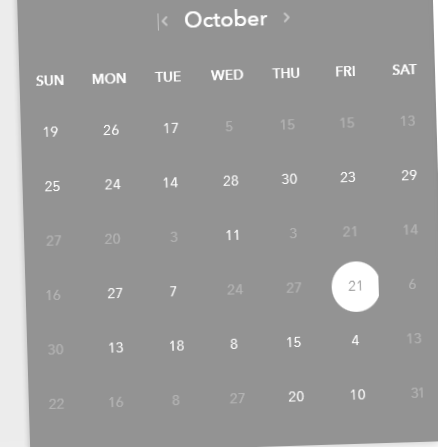 |< October >
SUN MON TUE WED THU FRI SAT
19 26 17 5 15 15 13
25 24 14 28 30 23 29
27 20 3 11 3 21 14
16 27 7 24 27 21 6
30 13 18 8 15 4 13
22 16 8 27 20 10 31